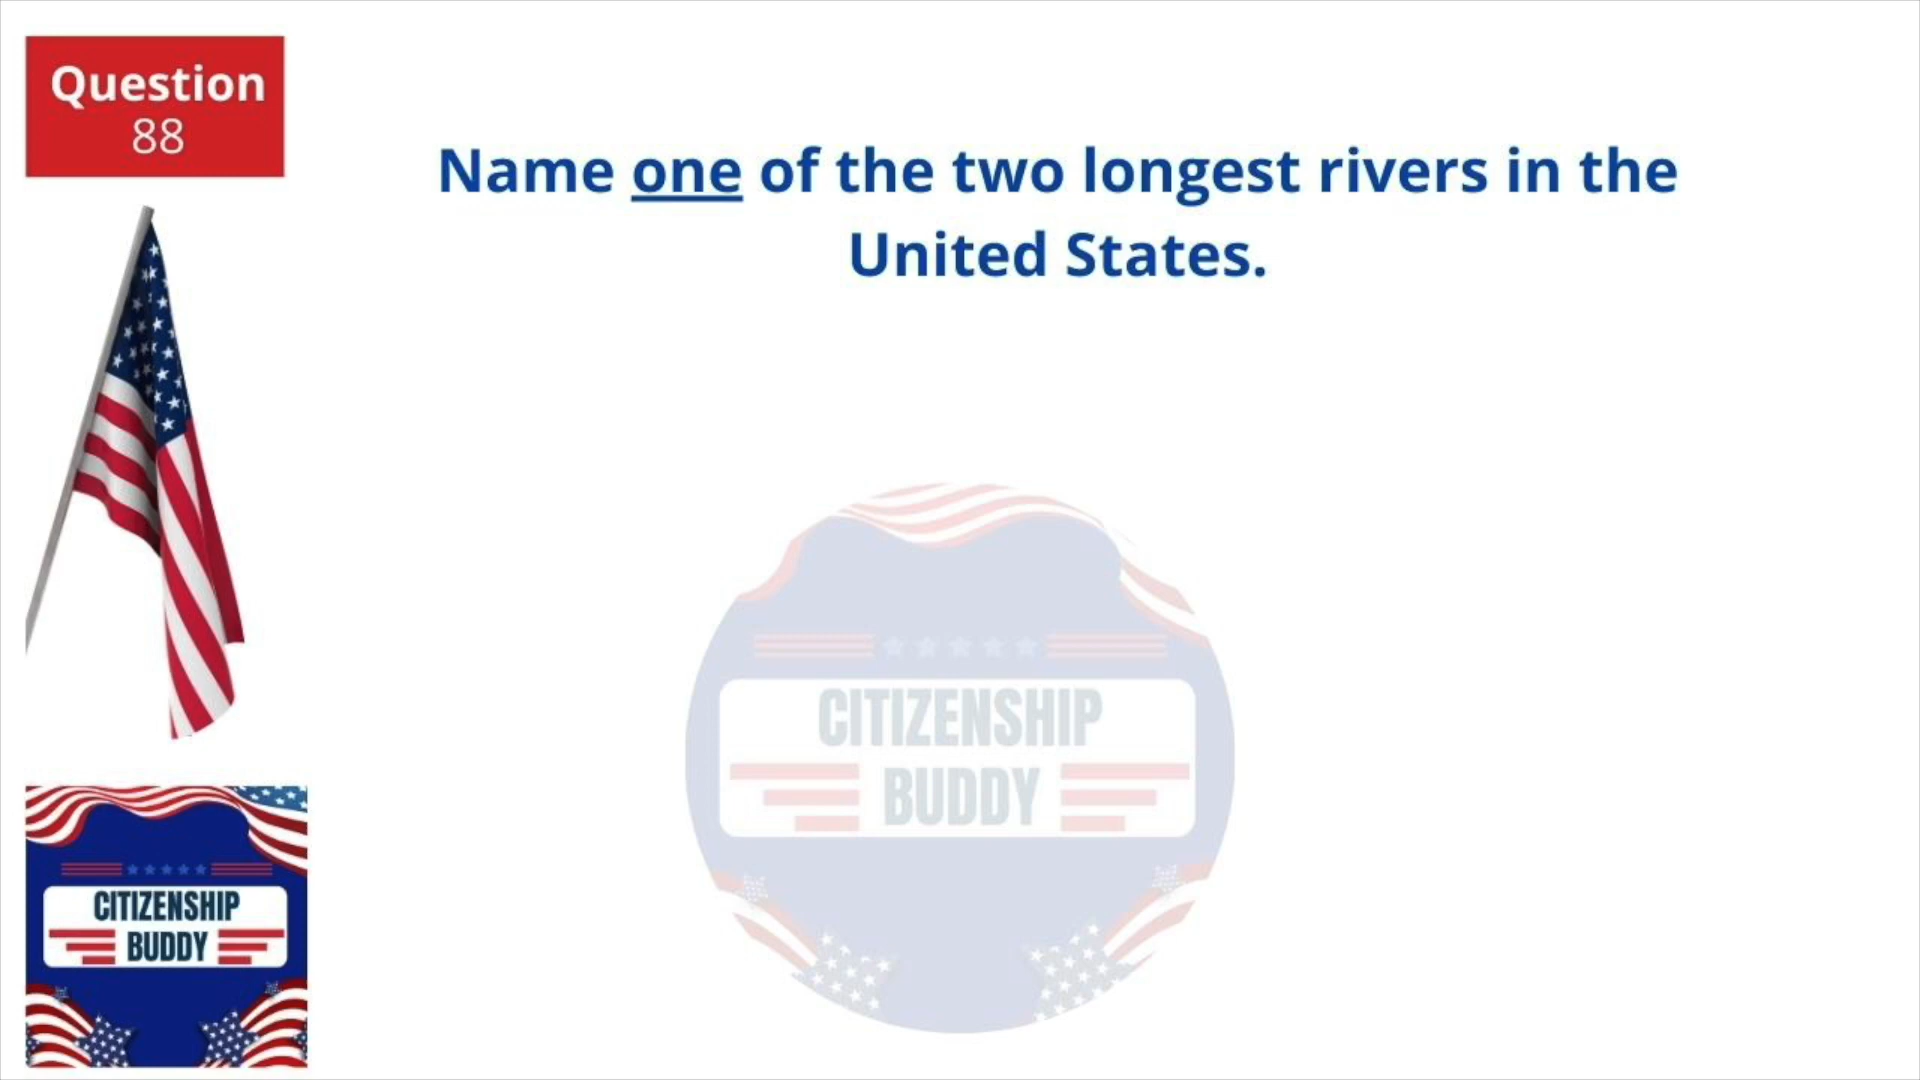 Question
88
Name one of the two longest rivers in the
United States.
CITIZENSHIP
BUDDY
CITIZENSHIP
BUDDY